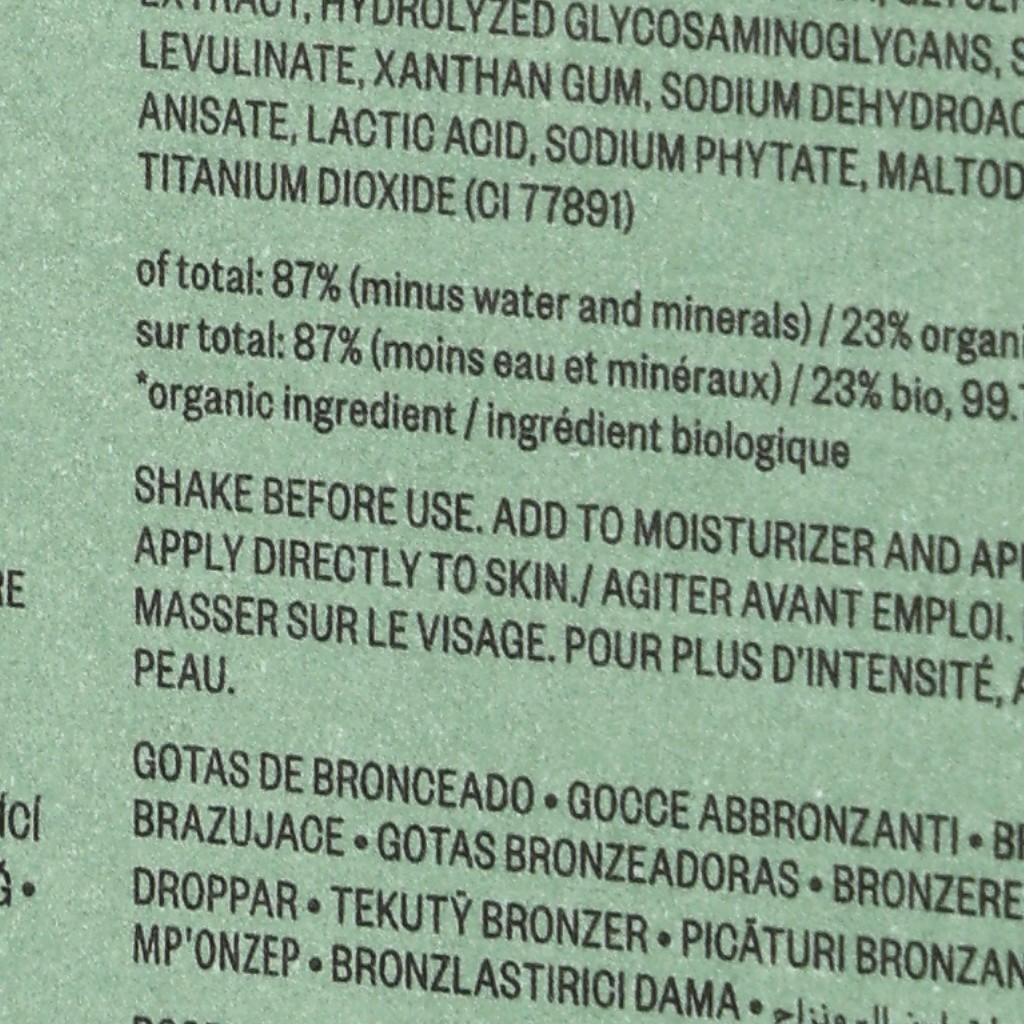 EXTRACT, HYDROLYZED GLYCOSAMINOGLYCANS, S
LEVULINATE, XANTHAN GUM, SODIUM DEHYDROAC
ANISATE, LACTIC ACID, SODIUM PHYTATE, MALTOD
TITANIUM DIOXIDE (CI 77891)
of total: 87% (minus water and minerals) / 23% organi
sur total: 87% (moins eau et minéraux) / 23% bio, 99.
*organic ingredient / ingrédient biologique
SHAKE BEFORE USE. ADD TO MOISTURIZER AND APP
APPLY DIRECTLY TO SKIN./ AGITER AVANT EMPLOI.
MASSER SUR LE VISAGE. POUR PLUS D'INTENSITÉ, A
PEAU.
RE
ÍCÍ
Ğ •
GOTAS DE BRONCEADO • GOCCE ABBRONZANTI • B
BRAZUJACE • GOTAS BRONZEADORAS • BRONZERE
DROPPAR • TEKUTȲ BRONZER • PICĂTURI BRONZAN
MP'ONZEP • BRONZLASTIRICI DAMA •